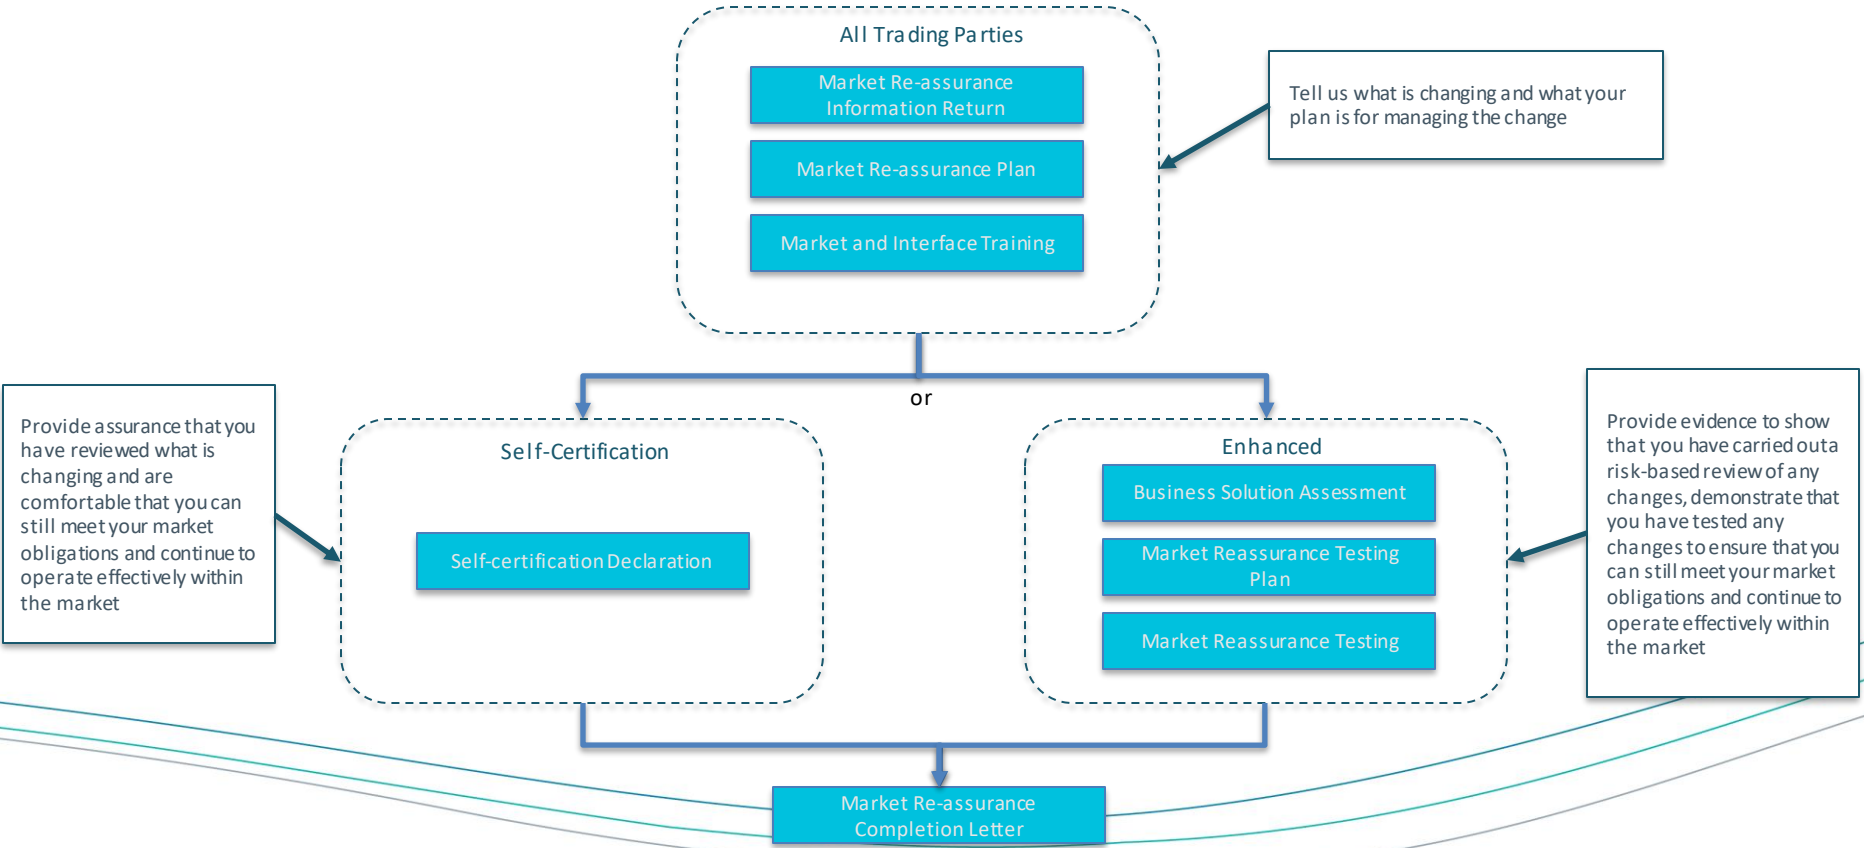 All Trading Parties
Market Re-assurance
Information Return
Market Re-assurance Plan
Market and Interface Training
Tell us what is changing and what your
plan is for managing the change
or
Provide assurance that you
have reviewed what is
changing and are
comfortable that you can
still meet your market
obligations and continue to
operate effectively within
the market
Self-Certification
Self-certification Declaration
Enhanced
Business Solution Assessment
Market Reassurance Testing
Plan
Market Reassurance Testing
Provide evidence to show
that you have carried out a
risk-based review of any
changes, demonstrate that
you have tested any
changes to ensure that you
can still meet your market
obligations and continue to
operate effectively within
the market
Market Re-assurance
Completion Letter